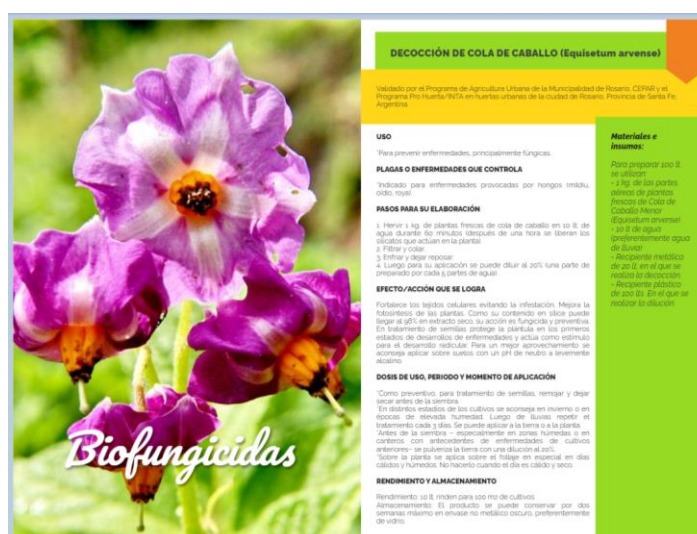 Biofungicidas
DECOCCIÓN DE COLA DE CABALLO (Equisetum arvense)
Validado por el Programa de Agricultura Urbana de la Municipalidad de Rosario, CEPAR y el
Programa Pro Huerta/INTA en huertas urbanas de la ciudad de Rosario, Provincia de Santa Fe,
Argentina
USO
*Para prevenir enfermedades, principalmente fúngicas.
PLAGAS O ENFERMEDADES QUE CONTROLA
*Indicado para enfermedades provocadas por hongos (mildiu,
oídio, roya).
PASOS PARA SU ELABORACIÓN
1. Hervir 1 kg. de plantas frescas de cola de caballo en 10 lt. de
agua durante 60 minutos (después de una hora se liberan los
silicatos que actúan en la planta).
2. Filtrar y colar.
3. Enfriar y dejar reposar.
4. Luego para su aplicación se puede diluir al 20% (una parte de
preparado por cada 5 partes de agua).
EFECTO/ACCIÓN QUE SE LOGRA
Fortalece los tejidos celulares evitando la infestación. Mejora la
fotosíntesis de las plantas. Como su contenido en sílice puede
llegar al 98% en extracto seco, su acción es fungicida y preventiva.
En tratamiento de semillas protege la plántula en los primeros
estadios de desarrollos de enfermedades y actúa como estímulo
para el desarrollo radicular. Para un mejor aprovechamiento se
aconseja aplicar sobre suelos con un pH de neutro a levemente
alcalino.
DOSIS DE USO, PERIODO Y MOMENTO DE APLICACIÓN
*Como preventivo, para tratamiento de semillas, remojar y dejar
secar antes de la siembra.
*En distintos estadios de los cultivos se aconseja en invierno o en
épocas de elevada humedad. Luego de lluvias repetir el
tratamiento cada 3 días. Se puede aplicar a la tierra o a la planta.
*Antes de la siembra – especialmente en zonas húmedas o en
canteros con antecedentes de enfermedades de cultivos
anteriores– se pulveriza la tierra con una dilución al 20%.
*Sobre la planta se aplica sobre el follaje en especial en días
cálidos y húmedos. No hacerlo cuando el día es cálido y seco.
RENDIMIENTO Y ALMACENAMIENTO
Rendimiento: 10 lt. rinden para 100 m2 de cultivos
Almacenamiento: El producto se puede conservar por dos
semanas máximo en envase no metálico oscuro, preferentemente
de vidrio.
Materiales e
insumos:
Para preparar 100 lt.
se utilizan:
- 1 kg. de las partes
aéreas de plantas
frescas de Cola de
Caballo Menor
(Equisetum arvense).
- 10 lt de agua
(preferentemente agua
de lluvia)
- Recipiente metálico
de 20 lt, en el que se
realiza la decocción.
- Recipiente plástico
de 100 lts. En el que se
realizar la dilución.